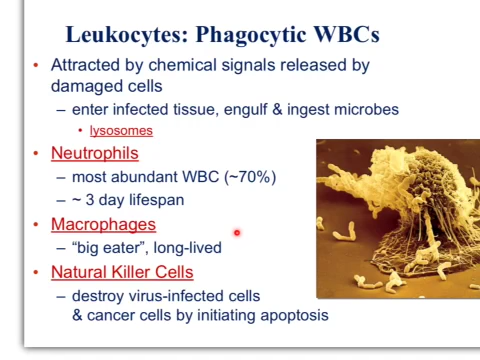 Leukocytes: Phagocytic WBCs
• Attracted by chemical signals released by
damaged cells
– enter infected tissue, engulf & ingest microbes
• lysosomes
• Neutrophils
– most abundant WBC (~70%)
– ~ 3 day lifespan
• Macrophages
– “big eater”, long-lived
• Natural Killer Cells
– destroy virus-infected cells
& cancer cells by initiating apoptosis